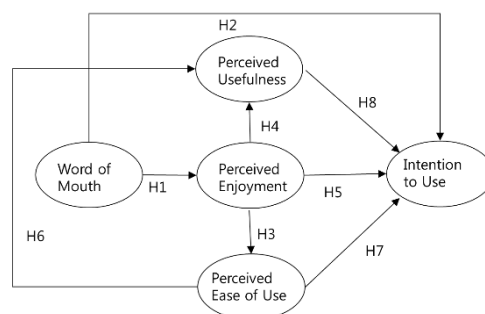 H2
Perceived
Usefulness
H8
H4
Word of
Mouth
H1
Perceived
Enjoyment
H5
Intention
to Use
H6
H3
H7
Perceived
Ease of Use